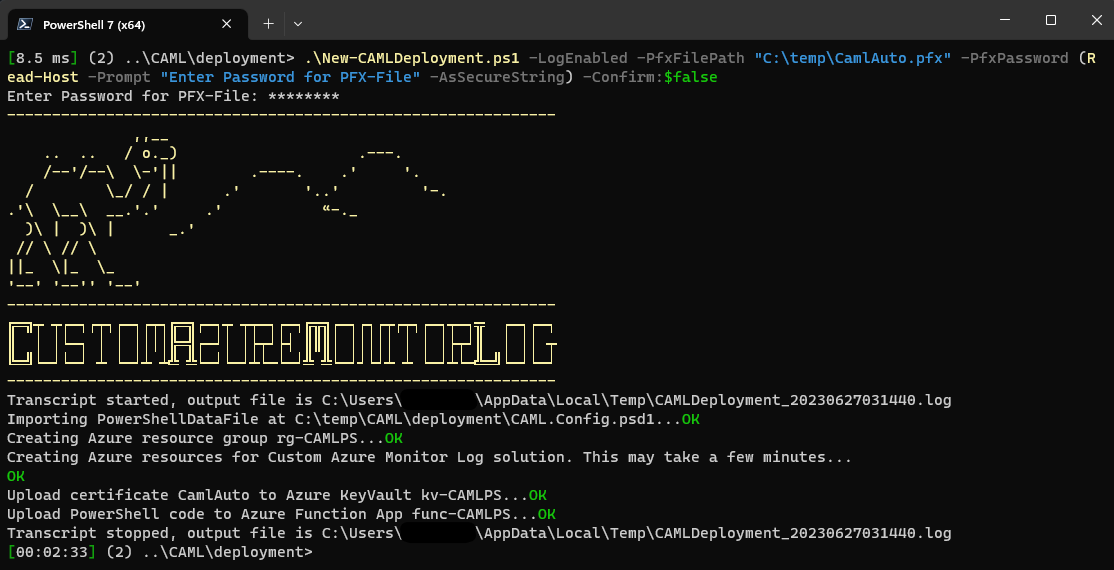 PowerShell 7 (x64)
[8.5 ms] (2) ..\CAML\deployment> .\New-CAMLDeployment.ps1 -LogEnabled -PfxFilePath "C:\temp\CamlAuto.pfx" -PfxPassword (R
ead-Host -Prompt "Enter Password for PFX-File" -AsSecureString) -Confirm:$false
Enter Password for PFX-File: ********
CUSTOMAZUREMONITORLOG
Transcript started, output file is C:\Users\ \AppData\Local\Temp\CAMLDeployment_20230627031440.log
Importing PowerShellDataFile at C:\temp\CAML\deployment\CAML.Config.psd1...OK
Creating Azure resource group rg-CAMLPS...OK
Creating Azure resources for Custom Azure Monitor Log solution. This may take a few minutes...
OK
Upload certificate CamlAuto to Azure KeyVault kv-CAMLPS...OK
Upload PowerShell code to Azure Function App func-CAMLPS...OK
Transcript stopped, output file is C:\Users\ \AppData\Local\Temp\CAMLDeployment_20230627031440.log
[00:02:33] (2) ..\CAML\deployment>